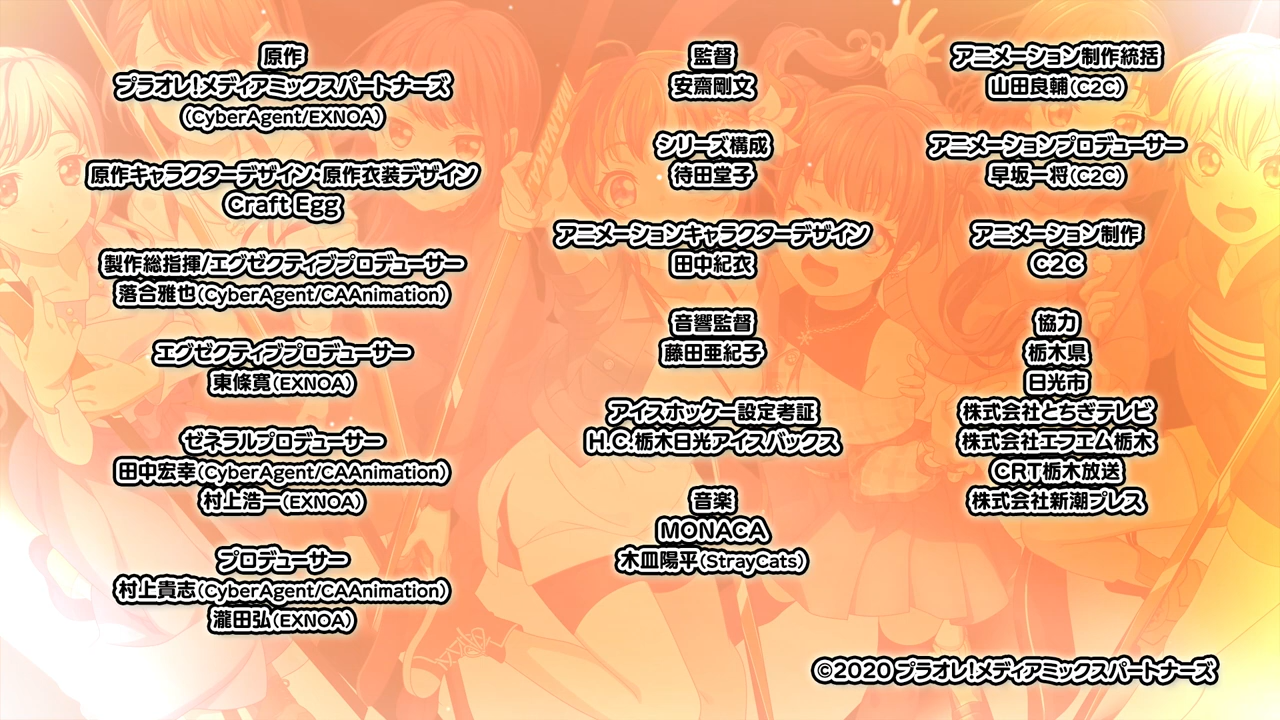 原作
プラオレ!メディアミックスパートナーズ
(CyberAgent/EXNOA)
原作キャラクターデザイン・原作衣装デザイン
Craft Egg
製作総指揮/エグゼクティブプロデューサー
落合雅也(CyberAgent/CAAnimation)
エグゼクティブプロデューサー
東條寛(EXNOA)
ゼネラルプロデューサー
田中宏幸(CyberAgent/CAAnimation)
村上浩一(EXNOA)
プロデューサー
村上貴志(CyberAgent/CAAnimation)
瀧田弘(EXNOA)
監督
安齋剛文
シリーズ構成
待田堂子
アニメーションキャラクターデザイン
田中紀衣
音響監督
藤田亜紀子
アイスホッケー設定考証
H.C.栃木日光アイスバックス
音楽
MONACA
木皿陽平(StrayCats)
アニメーション制作統括
山田良輔(C2C)
アニメーションプロデューサー
早坂一将(C2C)
アニメーション制作
C2C
協力
栃木県
日光市
株式会社とちぎテレビ
株式会社エフエム栃木
CRT栃木放送
株式会社新潮プレス
©2020 プラオレ!メディアミックスパートナーズ